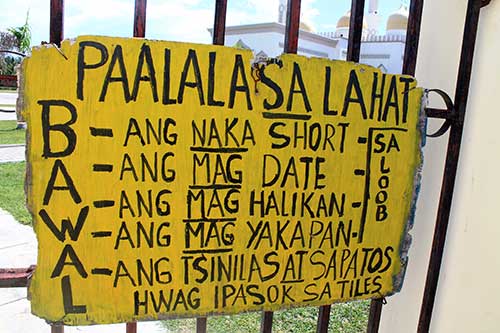 PAALALA SA LAHAT
BAWAL
- ANG NAKA SHORT -
- ANG MAG DATE -
- ANG MAG HALIKAN -
- ANG MAG YAKAPAN -
SA LOOB
- ANG TSINILAS AT SAPATOS
HWAG IPASOK SA TILES